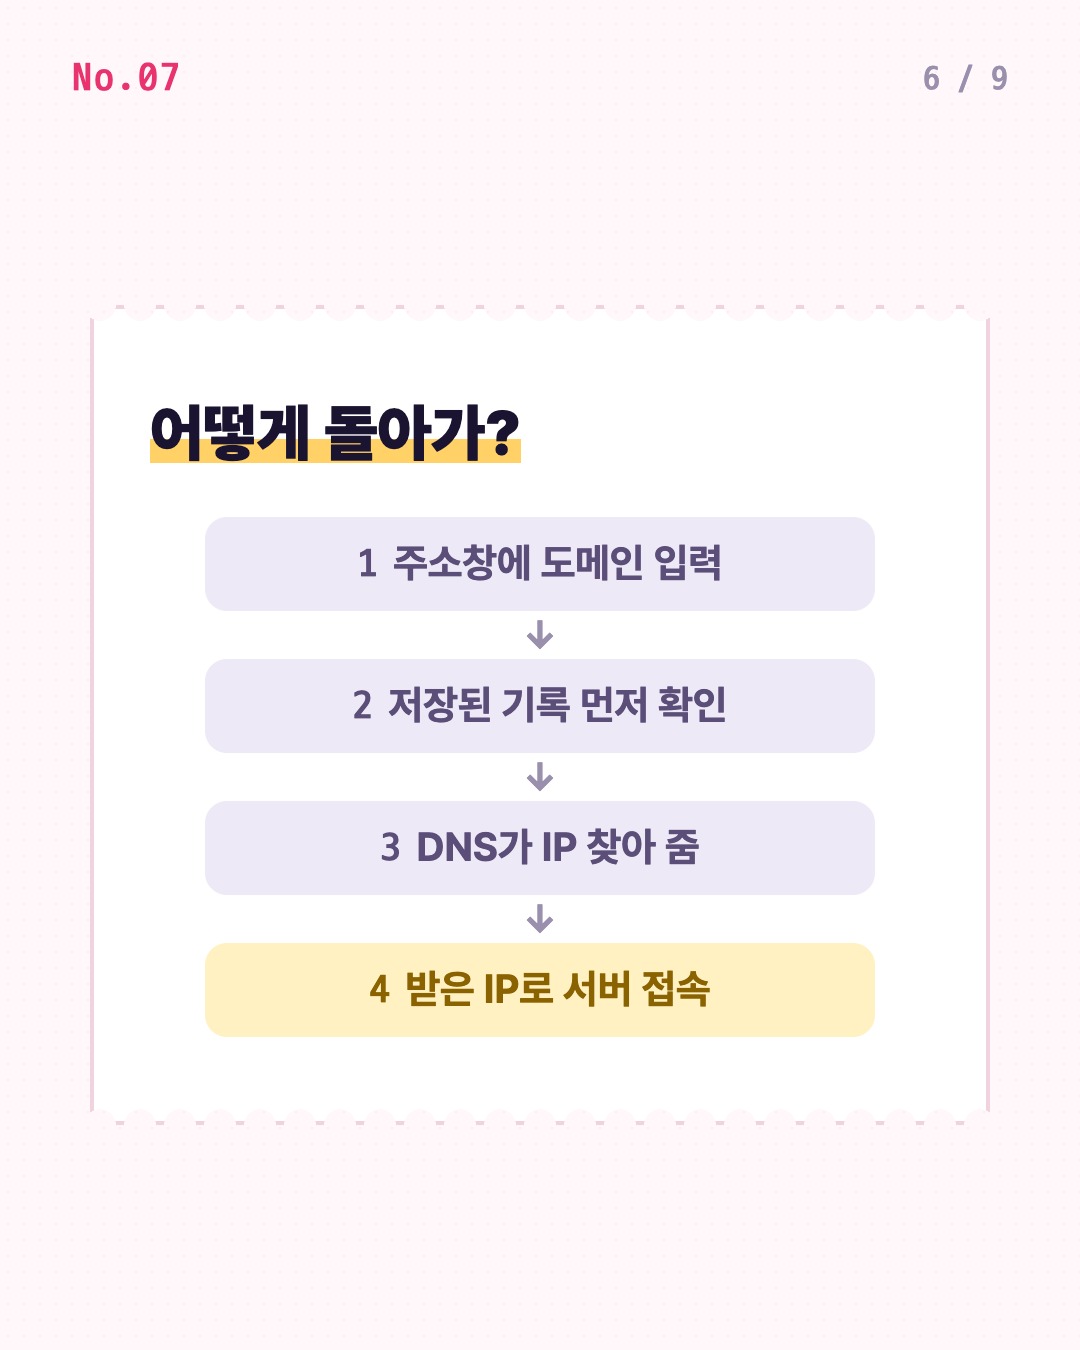 No.07
6 / 9
어떻게 돌아가?
1 주소창에 도메인 입력
↓
2 저장된 기록 먼저 확인
↓
3 DNS가 IP 찾아 줌
↓
4 받은 IP로 서버 접속